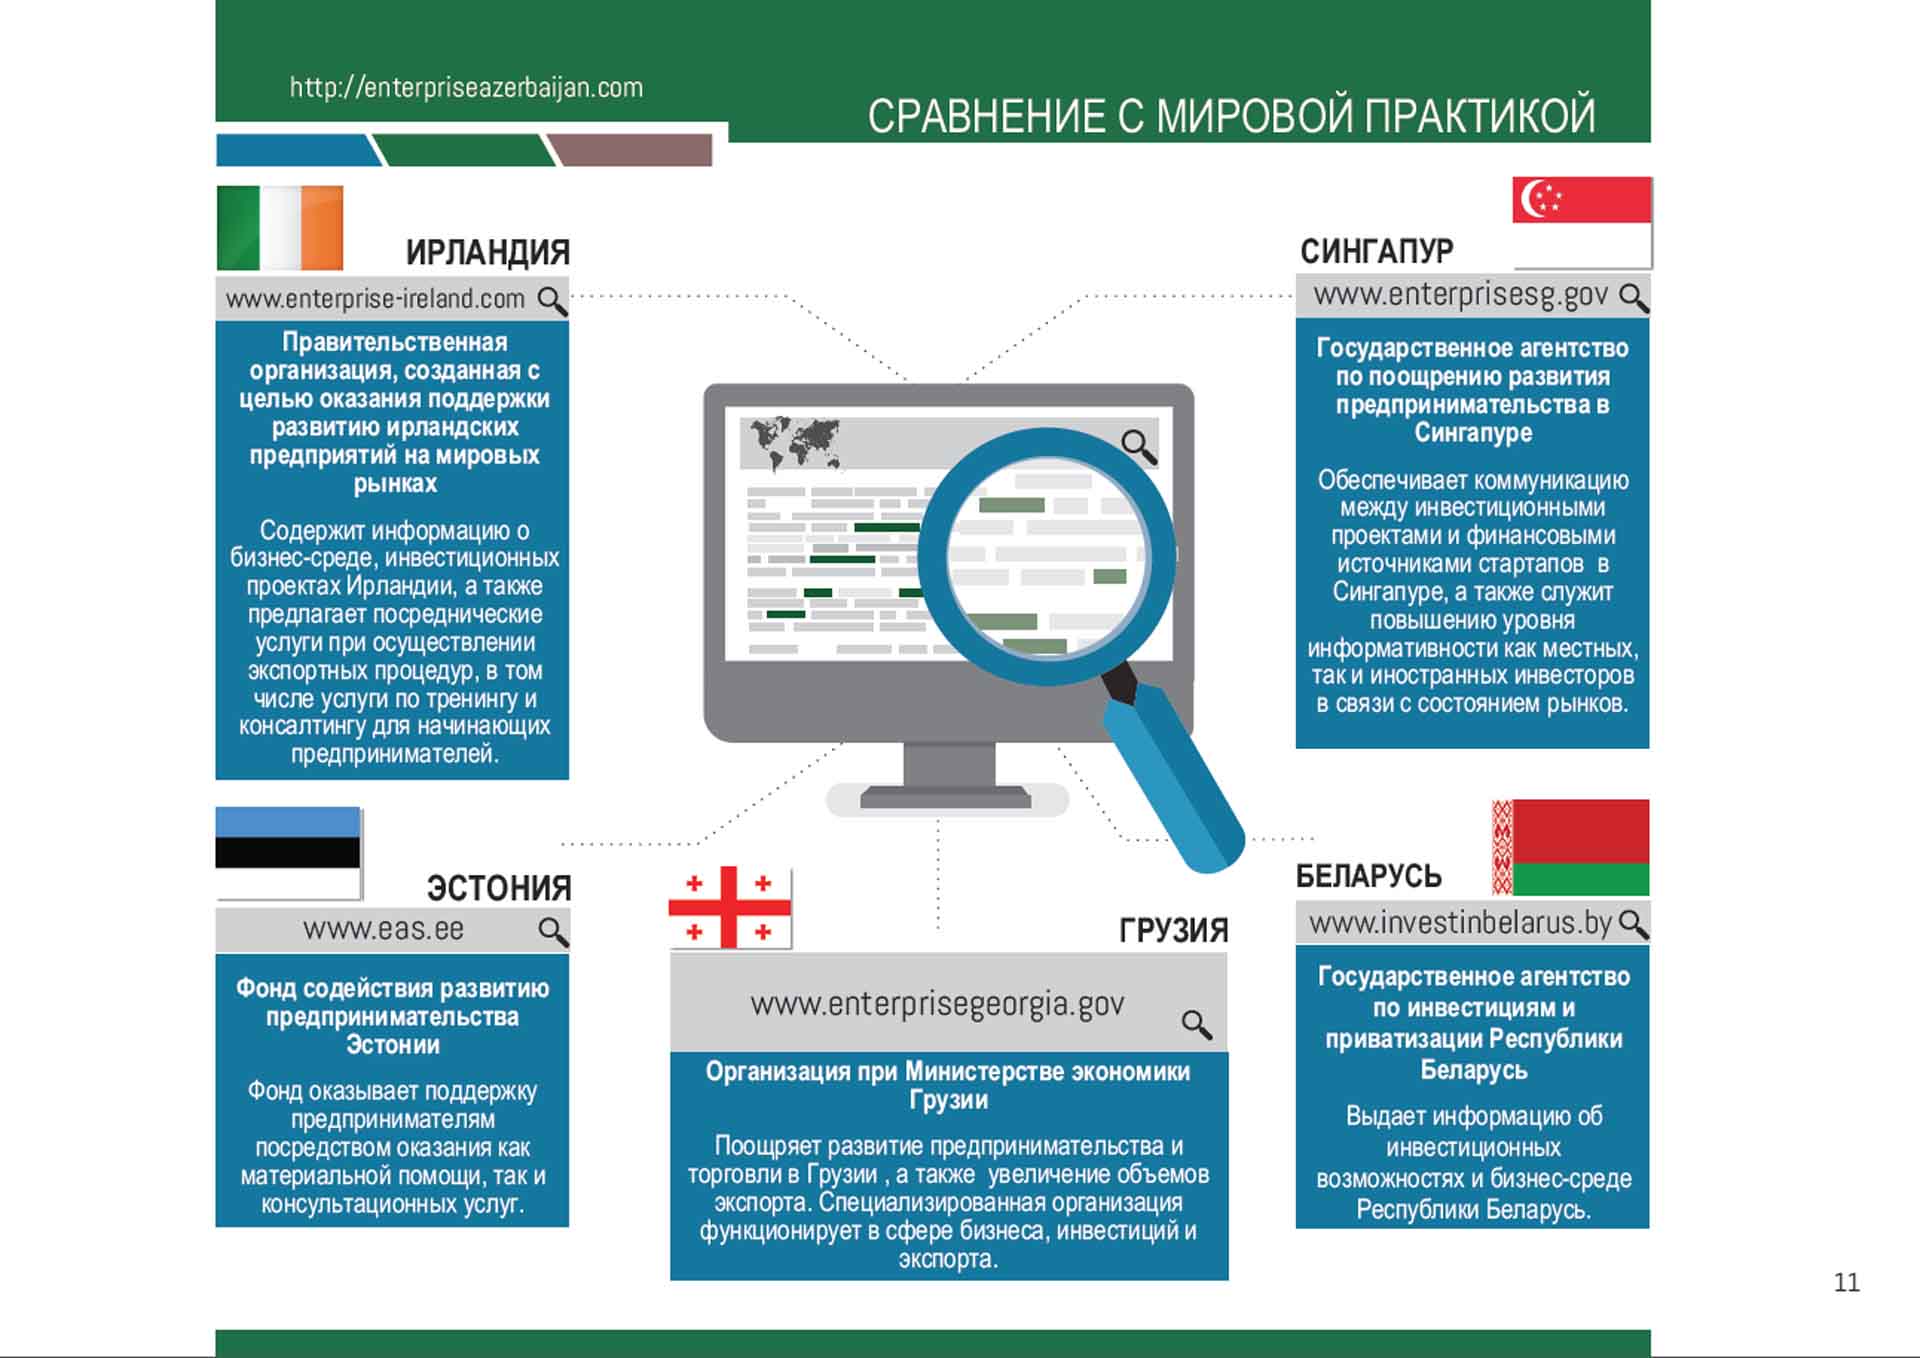 http://enterpriseazerbaijan.com
СРАВНЕНИЕ С МИРОВОЙ ПРАКТИКОЙ
ИРЛАНДИЯ
www.enterprise-ireland.com
Правительственная
организация, созданная с
целью оказания поддержки
развитию ирландских
предприятий на мировых
рынках
Содержит информацию о
бизнес-среде, инвестиционных
проектах Ирландии, а также
предлагает посреднические
услуги при осуществлении
экспортных процедур, в том
числе услуги по тренингу и
консалтингу для начинающих
предпринимателей.
СИНГАПУР
www.enterprisesg.gov
Государственное агентство
по поощрению развития
предпринимательства в
Сингапуре
Обеспечивает коммуникацию
между инвестиционными
проектами и финансовыми
источниками стартапов в
Сингапуре, а также служит
повышению уровня
информативности как местных,
так и иностранных инвесторов
в связи с состоянием рынков.
ЭСТОНИЯ
www.eas.ee
Фонд содействия развитию
предпринимательства
Эстонии
Фонд оказывает поддержку
предпринимателям
посредством оказания как
материальной помощи, так и
консультационных услуг.
ГРУЗИЯ
www.enterprisegeorgia.gov
Организация при Министерстве экономики
Грузии
Поощряет развитие предпринимательства и
торговли в Грузии , а также увеличение объемов
экспорта. Специализированная организация
функционирует в сфере бизнеса, инвестиций и
экспорта.
БЕЛАРУСЬ
www.investinbelarus.by
Государственное агентство
по инвестициям и
приватизации Республики
Беларусь
Выдает информацию об
инвестиционных
возможностях и бизнес-среде
Республики Беларусь.
11